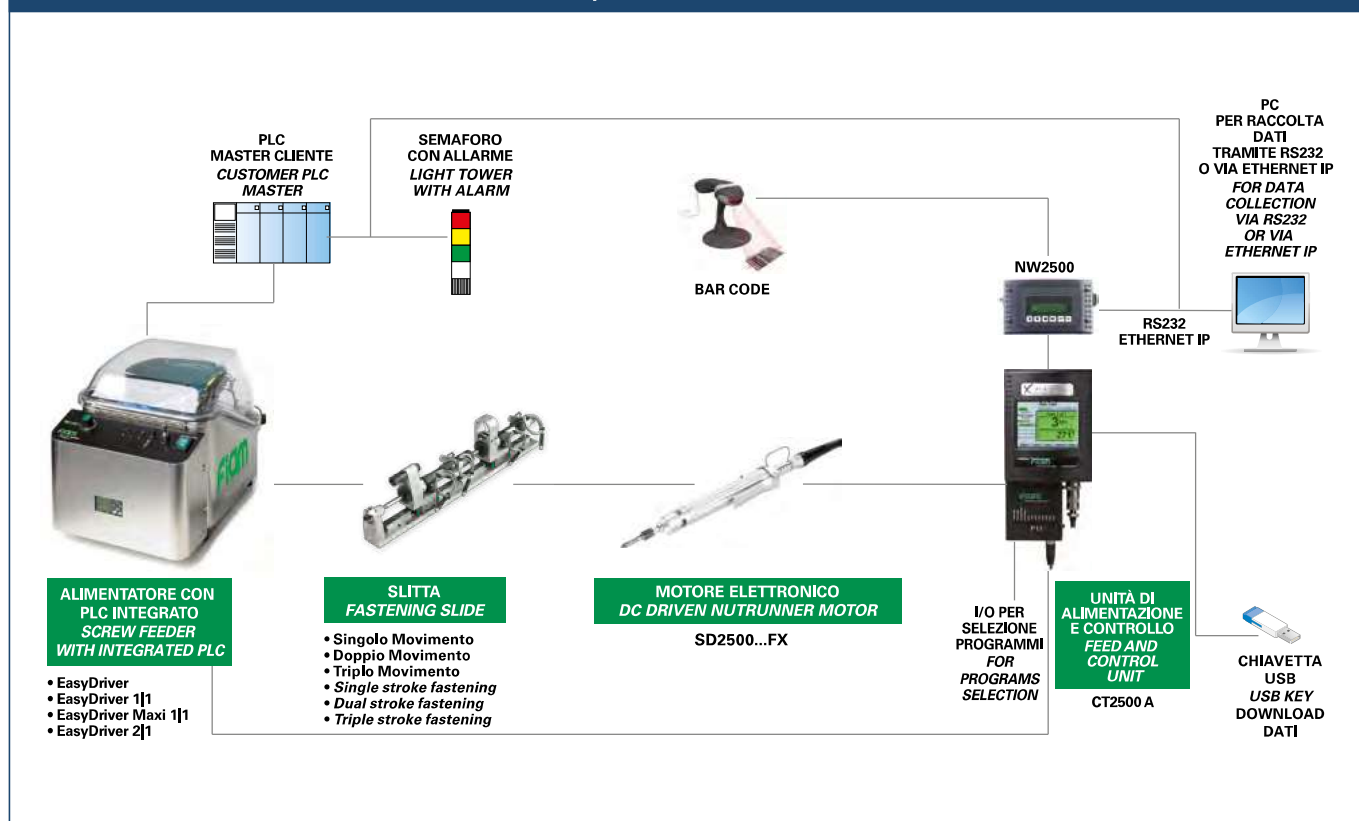 PLC
MASTER CLIENTE
CUSTOMER PLC
MASTER
SEMAFORO
CON ALLARME
LIGHT TOWER
WITH ALARM
BAR CODE
NW2500
PC
PER RACCOLTA
DATI
TRAMITE RS232
O VIA ETHERNET IP
FOR DATA
COLLECTION
VIA RS232
OR VIA
ETHERNET IP
RS232
ETHERNET IP
Fiam
ALIMENTATORE CON
PLC INTEGRATO
SCREW FEEDER
WITH INTEGRATED PLC
• EasyDriver
• EasyDriver 1|1
• EasyDriver Maxi 1|1
• EasyDriver 2|1
SLITTA
FASTENING SLIDE
• Singolo Movimento
• Doppio Movimento
• Triplo Movimento
• Single stroke fastening
• Dual stroke fastening
• Triple stroke fastening
MOTORE ELETTRONICO
DC DRIVEN NUTRUNNER MOTOR
SD2500...FX
Fiam
I/O PER
SELEZIONE
PROGRAMMI
FOR
PROGRAMS
SELECTION
UNITÀ DI
ALIMENTAZIONE
E CONTROLLO
FEED AND
CONTROL
UNIT
CT2500 A
CHIAVETTA
USB
USB KEY
DOWNLOAD
DATI